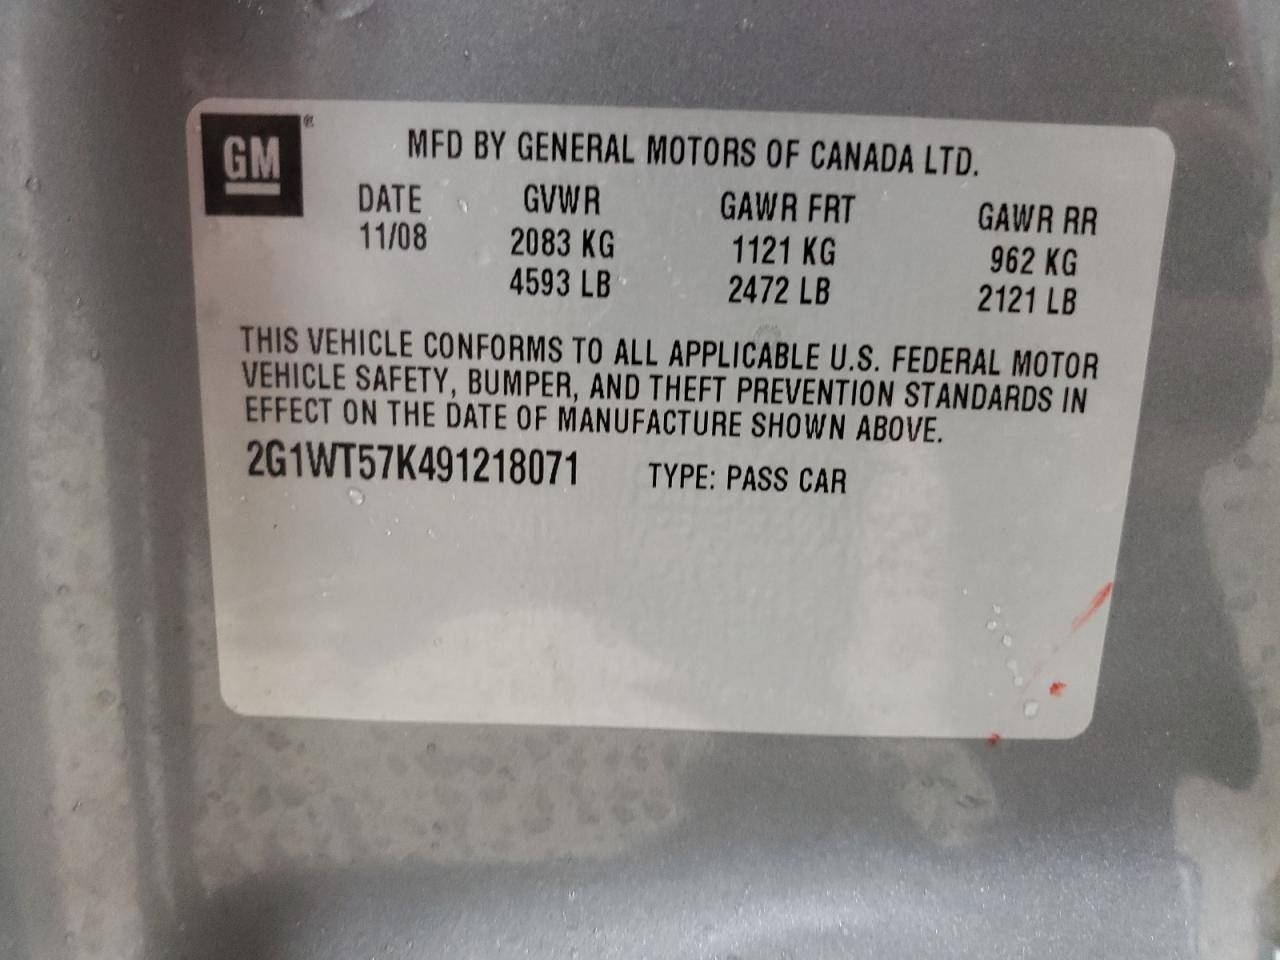 GM®
MFD BY GENERAL MOTORS OF CANADA LTD.
DATE GVWR GAWR FRT GAWR RR
11/08 2083 KG 1121 KG 962 KG
4593 LB 2472 LB 2121 LB
THIS VEHICLE CONFORMS TO ALL APPLICABLE U.S. FEDERAL MOTOR
VEHICLE SAFETY, BUMPER, AND THEFT PREVENTION STANDARDS IN
EFFECT ON THE DATE OF MANUFACTURE SHOWN ABOVE.
2G1WT57K491218071 TYPE: PASS CAR